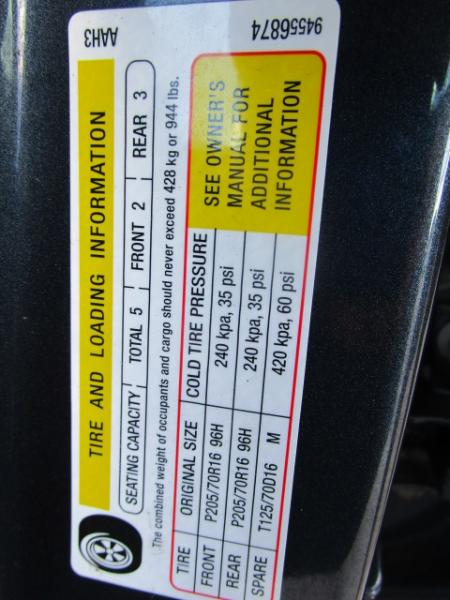 AAH3
94556874
TIRE AND LOADING INFORMATION
SEATING CAPACITY TOTAL 5 FRONT 2 REAR 3
The combined weight of occupants and cargo should never exceed 428 kg or 944 lbs.
TIRE ORIGINAL SIZE COLD TIRE PRESSURE
FRONT P205/70R16 96H 240 kpa, 35 psi
REAR P205/70R16 96H 240 kpa, 35 psi
SPARE T125/70D16 M 420 kpa, 60 psi
SEE OWNER'S
MANUAL FOR
ADDITIONAL
INFORMATION